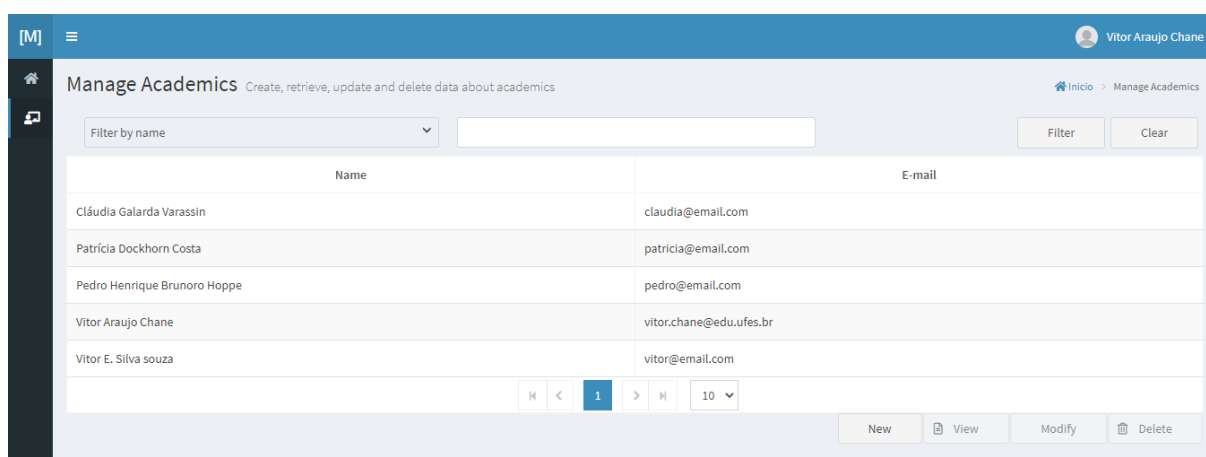 [M] Vitor Araujo Chane
Manage Academics Create, retrieve, update and delete data about academics Inicio > Manage Academics
Filter by name Filter Clear
Name E-mail
Cláudia Galarda Varassin claudia@email.com
Patrícia Dockhorn Costa patricia@email.com
Pedro Henrique Brunoro Hoppe pedro@email.com
Vitor Araujo Chane vitor.chane@edu.ufes.br
Vitor E. Silva souza vitor@email.com
1 10
New View Modify Delete